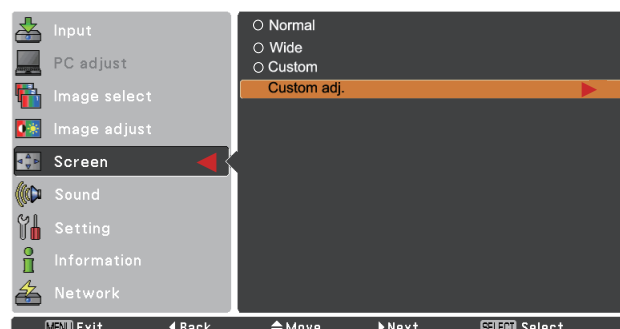 Input
PC adjust
Image select
Image adjust
Screen
Sound
Setting
Information
Network
Normal
Wide
Custom
Custom adj.
MENU Exit Back Move Next SELECT Select